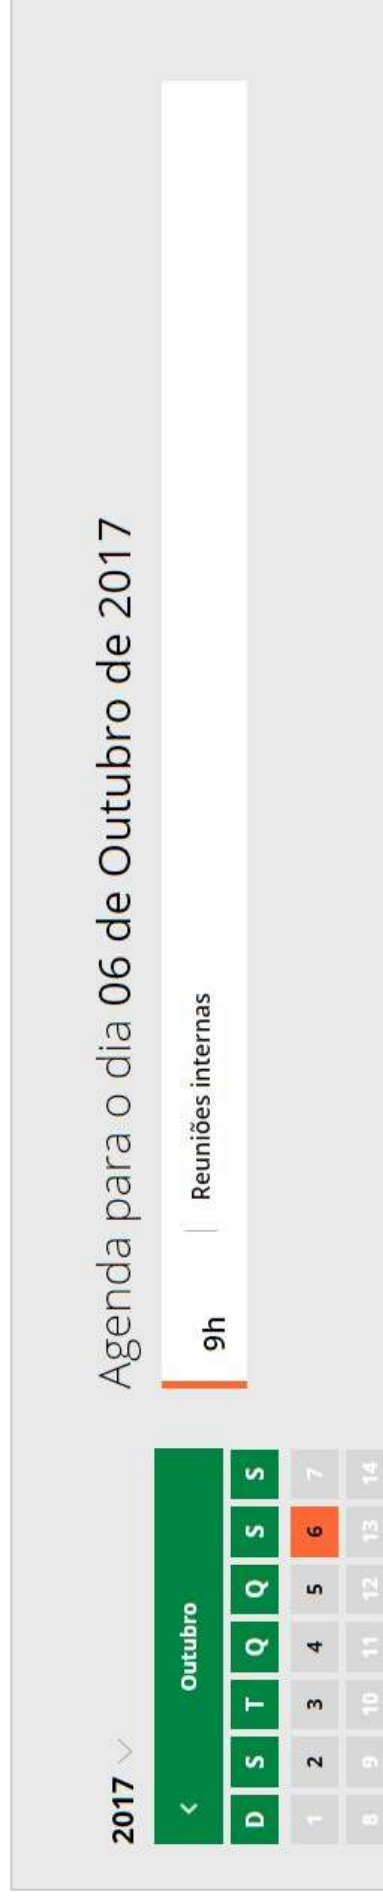 2017
Outubro
D S T Q Q S S
1 2 3 4 5 6 7
8 9 10 11 12 13 14
Agenda para o dia 06 de Outubro de 2017
9h Reuniões internas